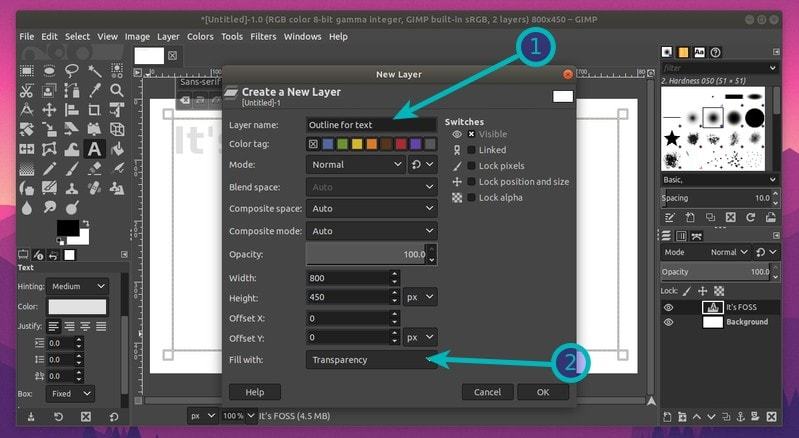 *[Untitled]-1.0 (RGB color 8-bit gamma integer, GIMP built-in sRGB, 2 layers) 800x450 – GIMP
File Edit Select View Image Layer Colors Tools Filters Windows Help
1
New Layer
Create a New Layer
[Untitled]-1
Layer name: Outline for text
Color tag:
Mode: Normal
Blend space: Auto
Composite space: Auto
Composite mode: Auto
Opacity: 100.0
Width: 800
Height: 450 px
Offset X: 0
Offset Y: 0 px
Fill with: Transparency
2
Switches
Visible
Linked
Lock pixels
Lock position and size
Lock alpha
Help Cancel OK
Sans-serif
It's
Text
Hinting: Medium
Color:
Justify:
0.0
0.0
0.0
Box: Fixed
px 100 % It's FOSS (4.5 MB)
filter
2. Hardness 050 (51 × 51)
Basic,
Spacing 10.0
Mode Normal
Opacity 100.0
Lock:
It's FOSS
Background